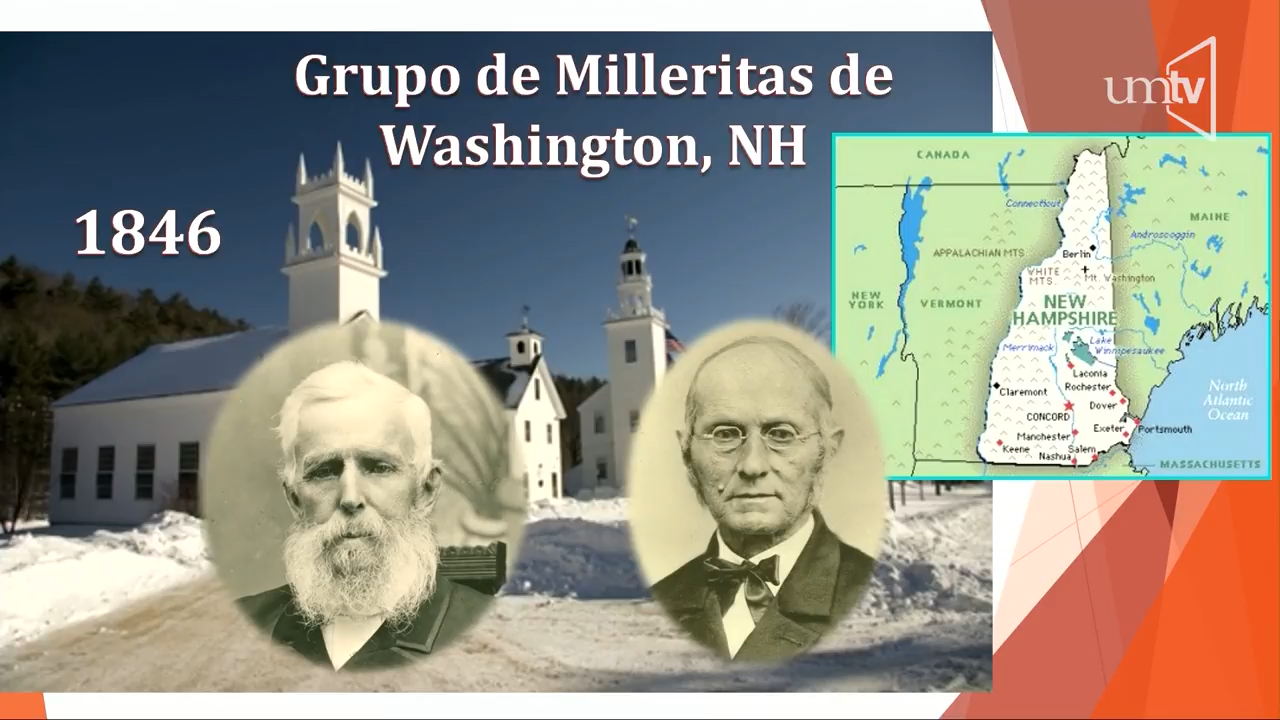 Grupo de Milleritas de
Washington, NH
1846
umtv
CANADA
Connecticut
MAINE
Androscoggin
APPALACHIAN MTS
Berlin
WHITE
MTS.
Mt. Washington
NEW
YORK
VERMONT
NEW
HAMPSHIRE
Merrimack
Lake
Winnipesaukee
Laconia
Rochester
Claremont
CONCORD
Dover
Exeter
Portsmouth
Manchester
Keene
Salem
Nashua
North
Atlantic
Ocean
MASSACHUSETTS